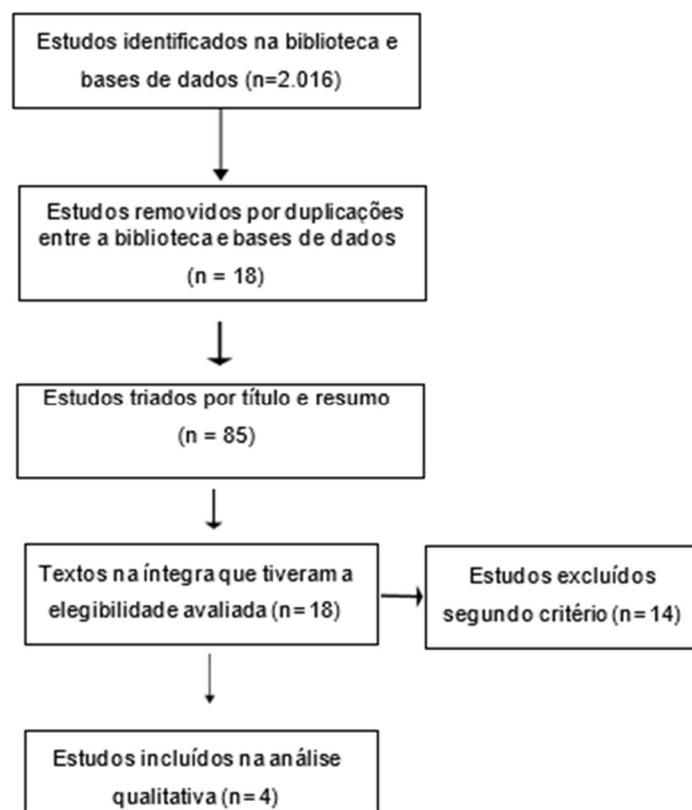 Estudos identificados na biblioteca e
bases de dados (n=2.016)
Estudos removidos por duplicações
entre a biblioteca e bases de dados
(n = 18)
Estudos triados por título e resumo
(n = 85)
Textos na íntegra que tiveram a
elegibilidade avaliada (n=18)
Estudos excluídos
segundo critério (n=14)
Estudos incluídos na análise
qualitativa (n=4)